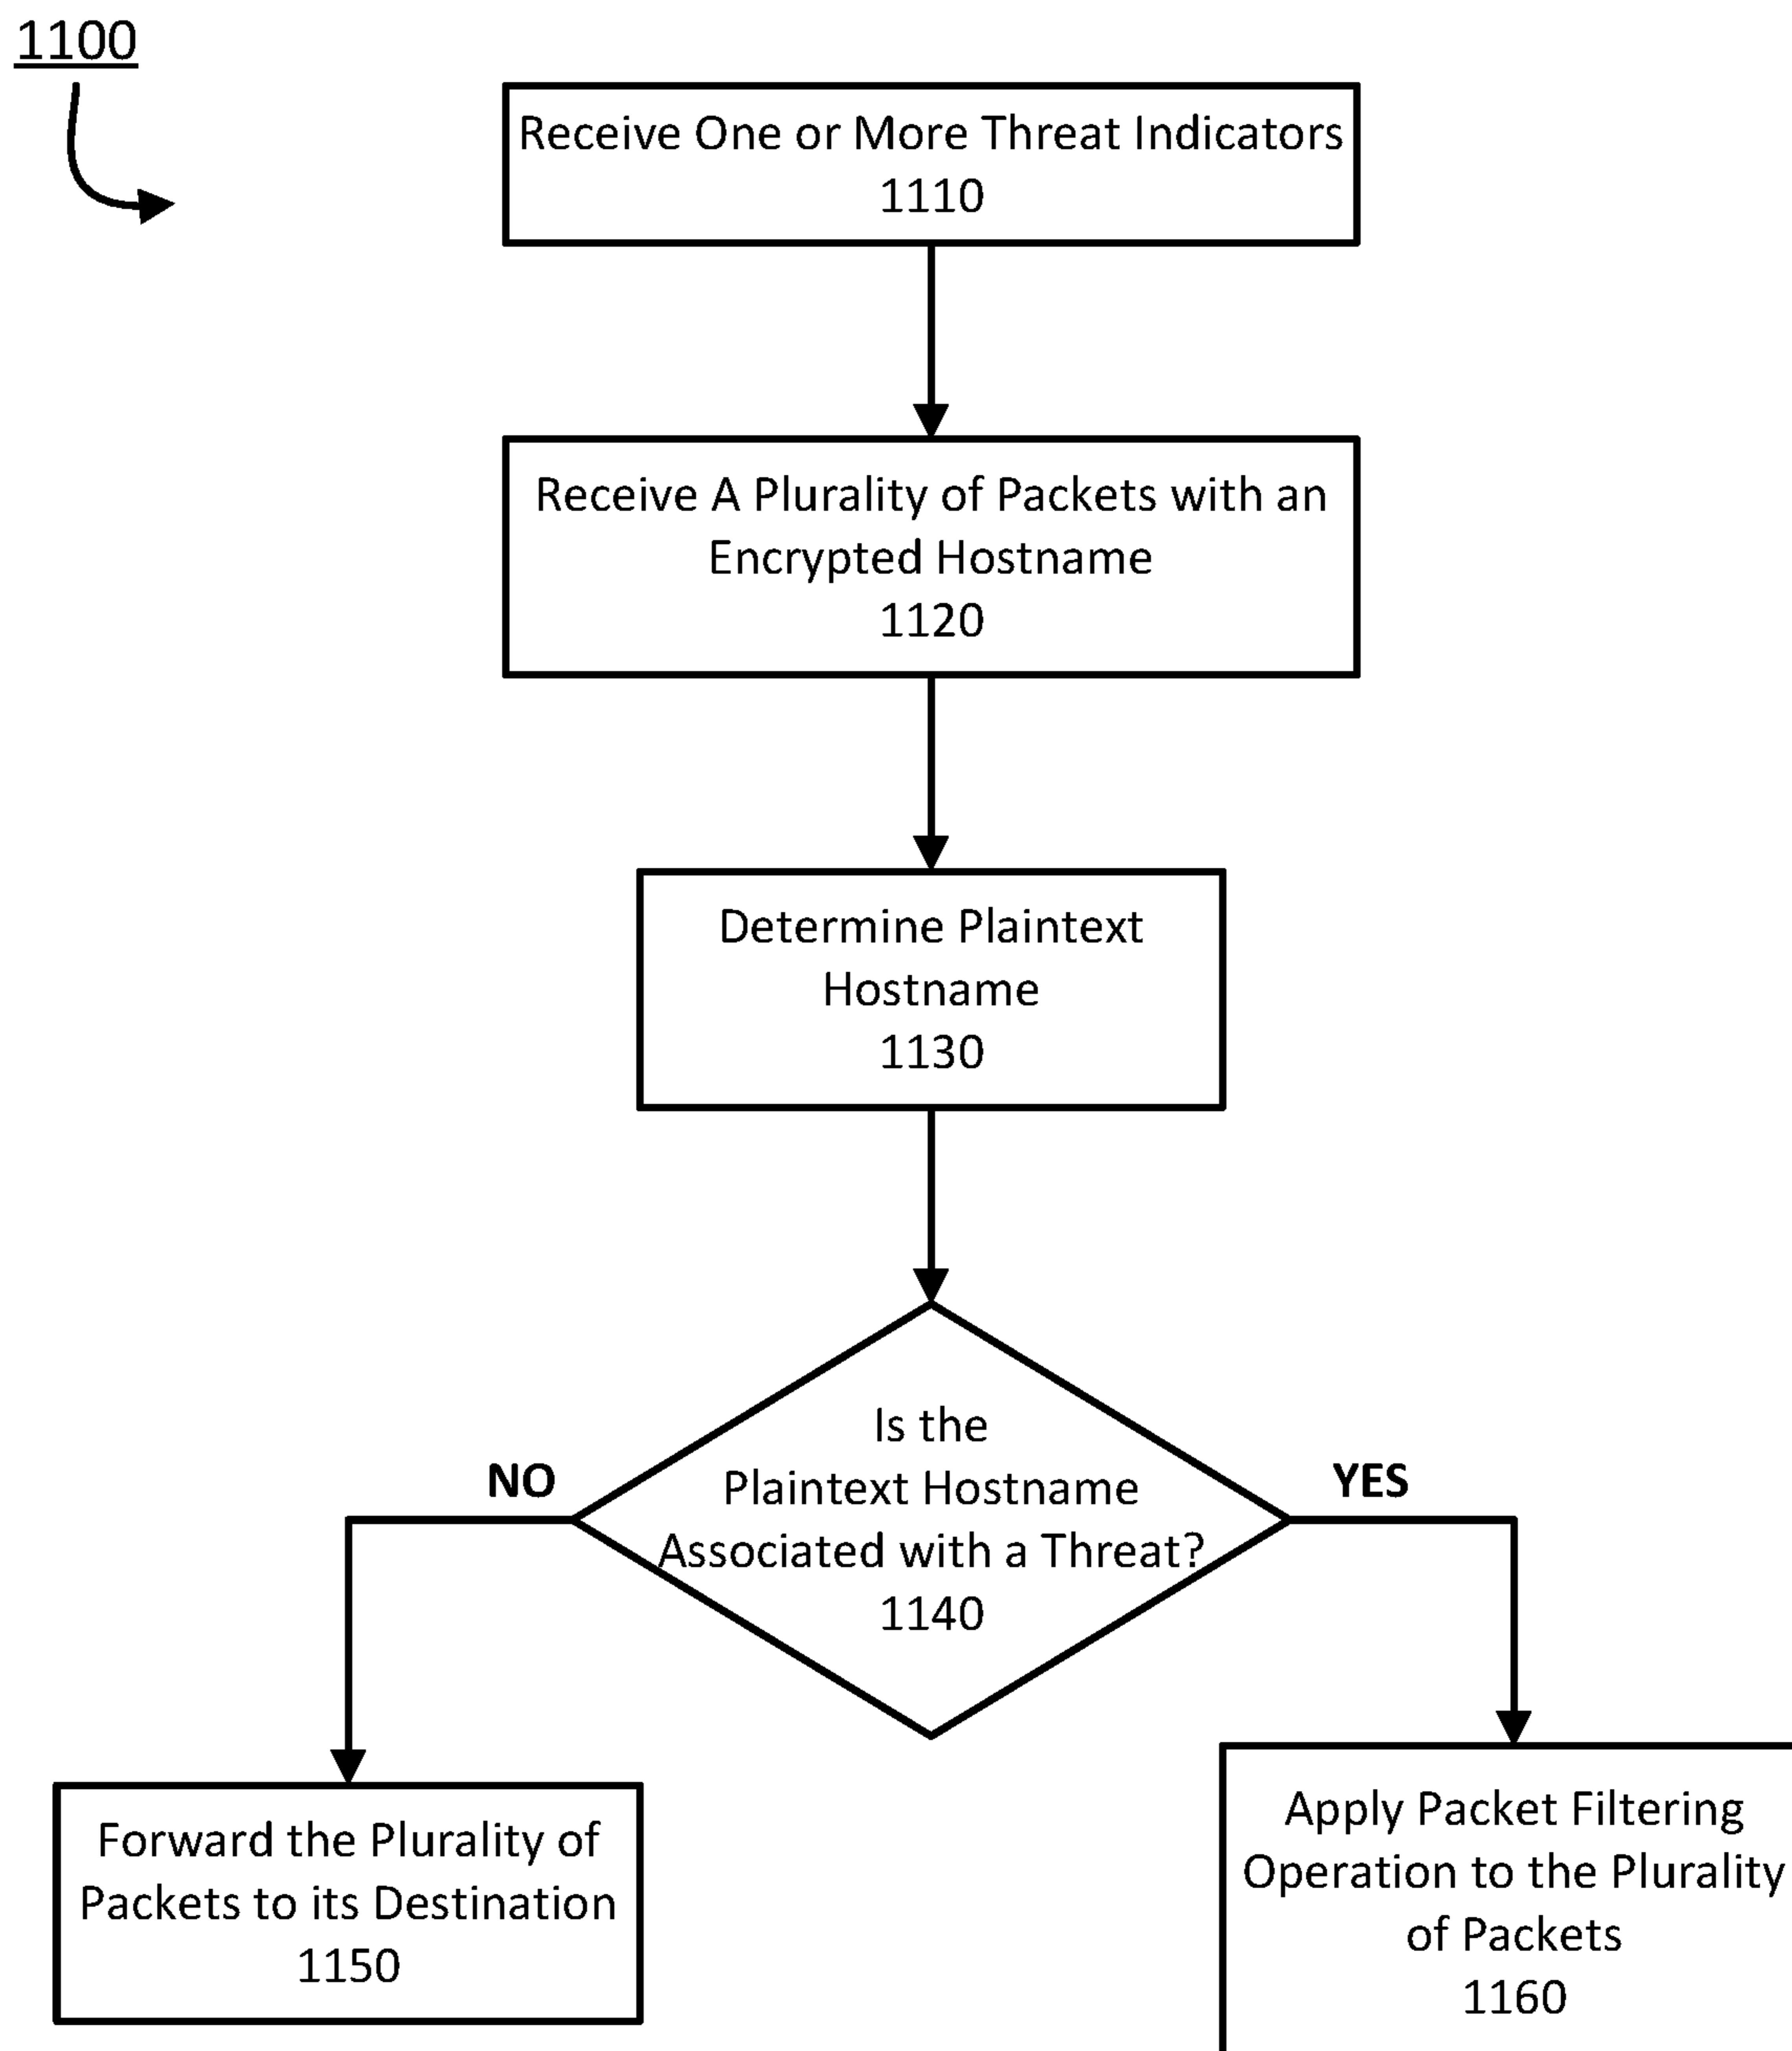 1100
Receive One or More Threat Indicators
1110
Receive A Plurality of Packets with an
Encrypted Hostname
1120
Determine Plaintext
Hostname
1130
Is the
Plaintext Hostname
Associated with a Threat?
1140
NO
YES
Forward the Plurality of
Packets to its Destination
1150
Apply Packet Filtering
Operation to the Plurality
of Packets
1160